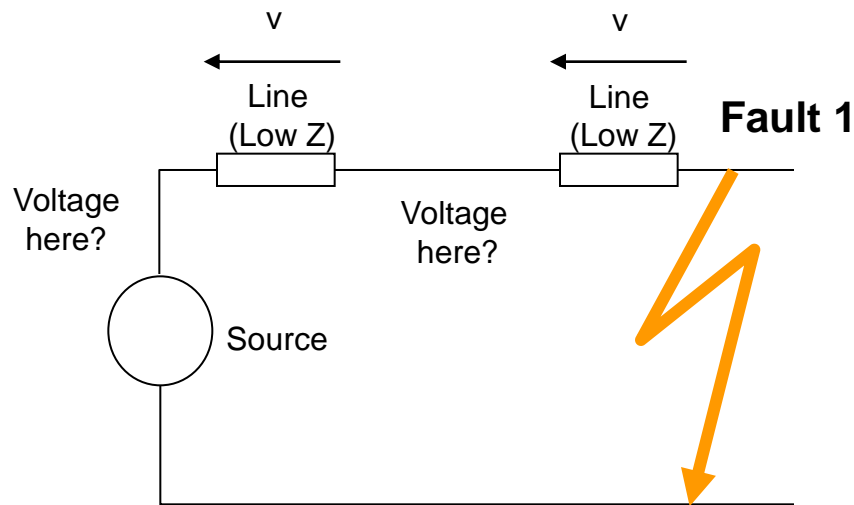 v
v
Line
(Low Z)
Line
(Low Z)
Fault 1
Voltage
here?
Voltage
here?
Source